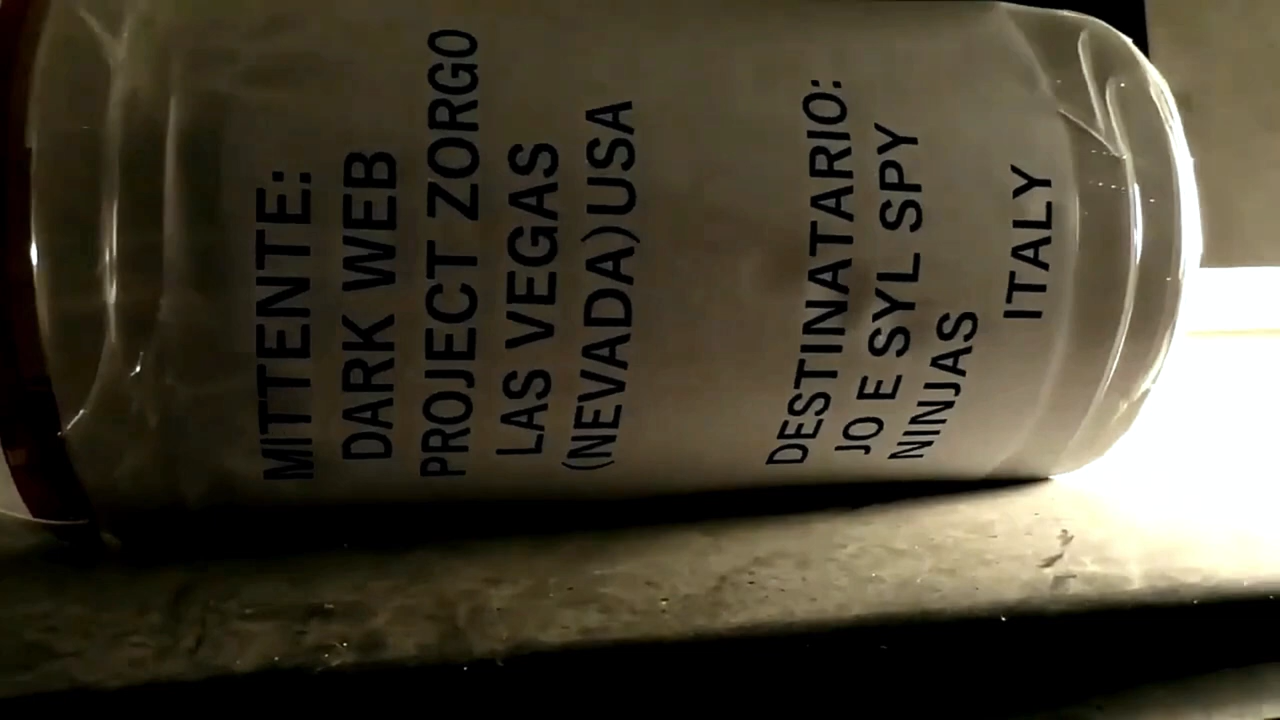 MITTENTE:
DARK WEB
PROJECT ZORGO
LAS VEGAS
(NEVADA) USA
DESTINATARIO:
JO E SYL SPY
NINJAS
ITALY